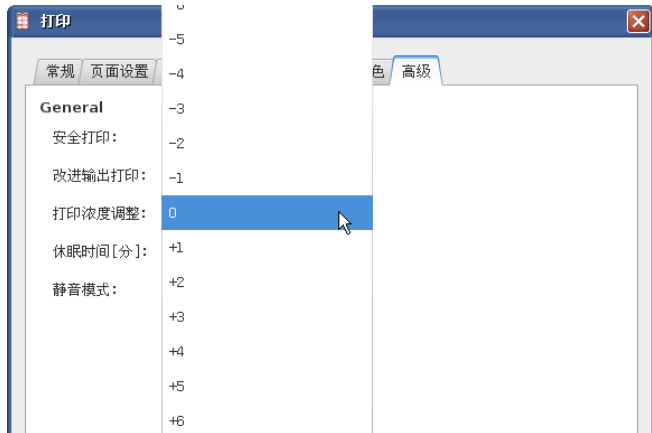 打印
常规 页面设置 色 高级
General
安全打印:
改进输出打印:
打印浓度调整:
休眠时间[分]:
静音模式:
-5
-4
-3
-2
-1
0
+1
+2
+3
+4
+5
+6